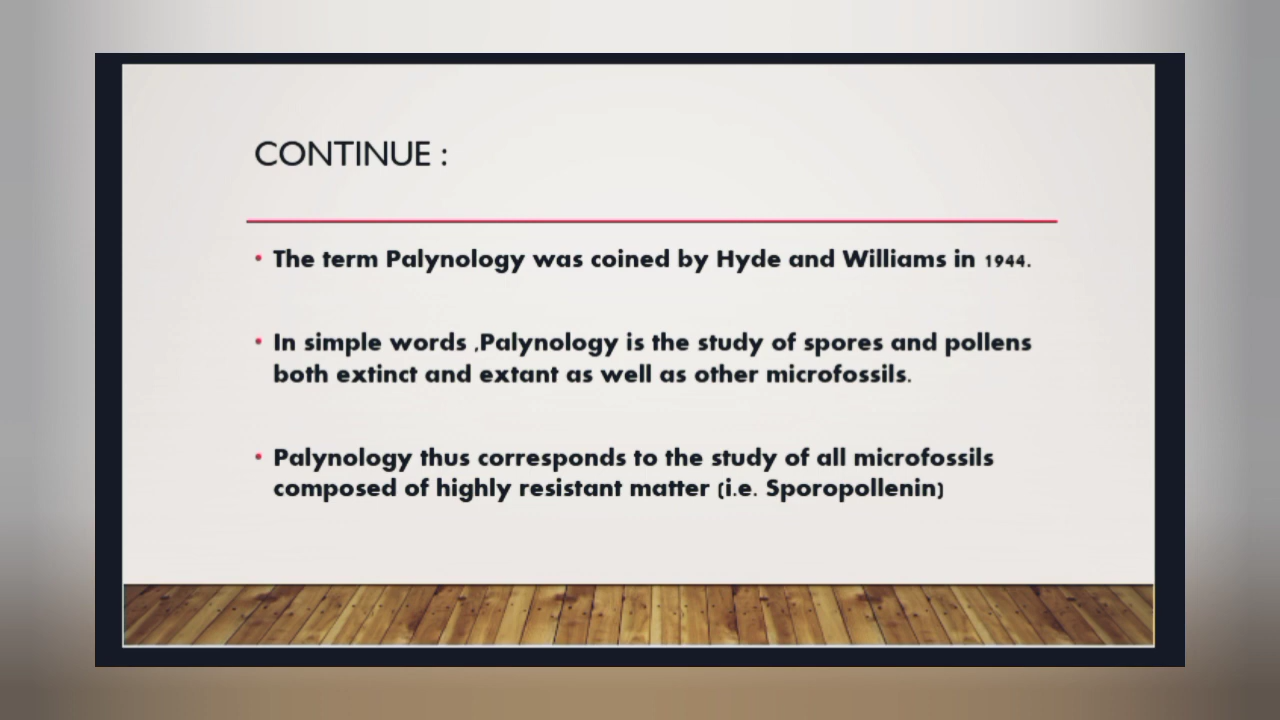 CONTINUE :
• The term Palynology was coined by Hyde and Williams in 1944.
• In simple words ,Palynology is the study of spores and pollens
both extinct and extant as well as other microfossils.
• Palynology thus corresponds to the study of all microfossils
composed of highly resistant matter (i.e. Sporopollenin)